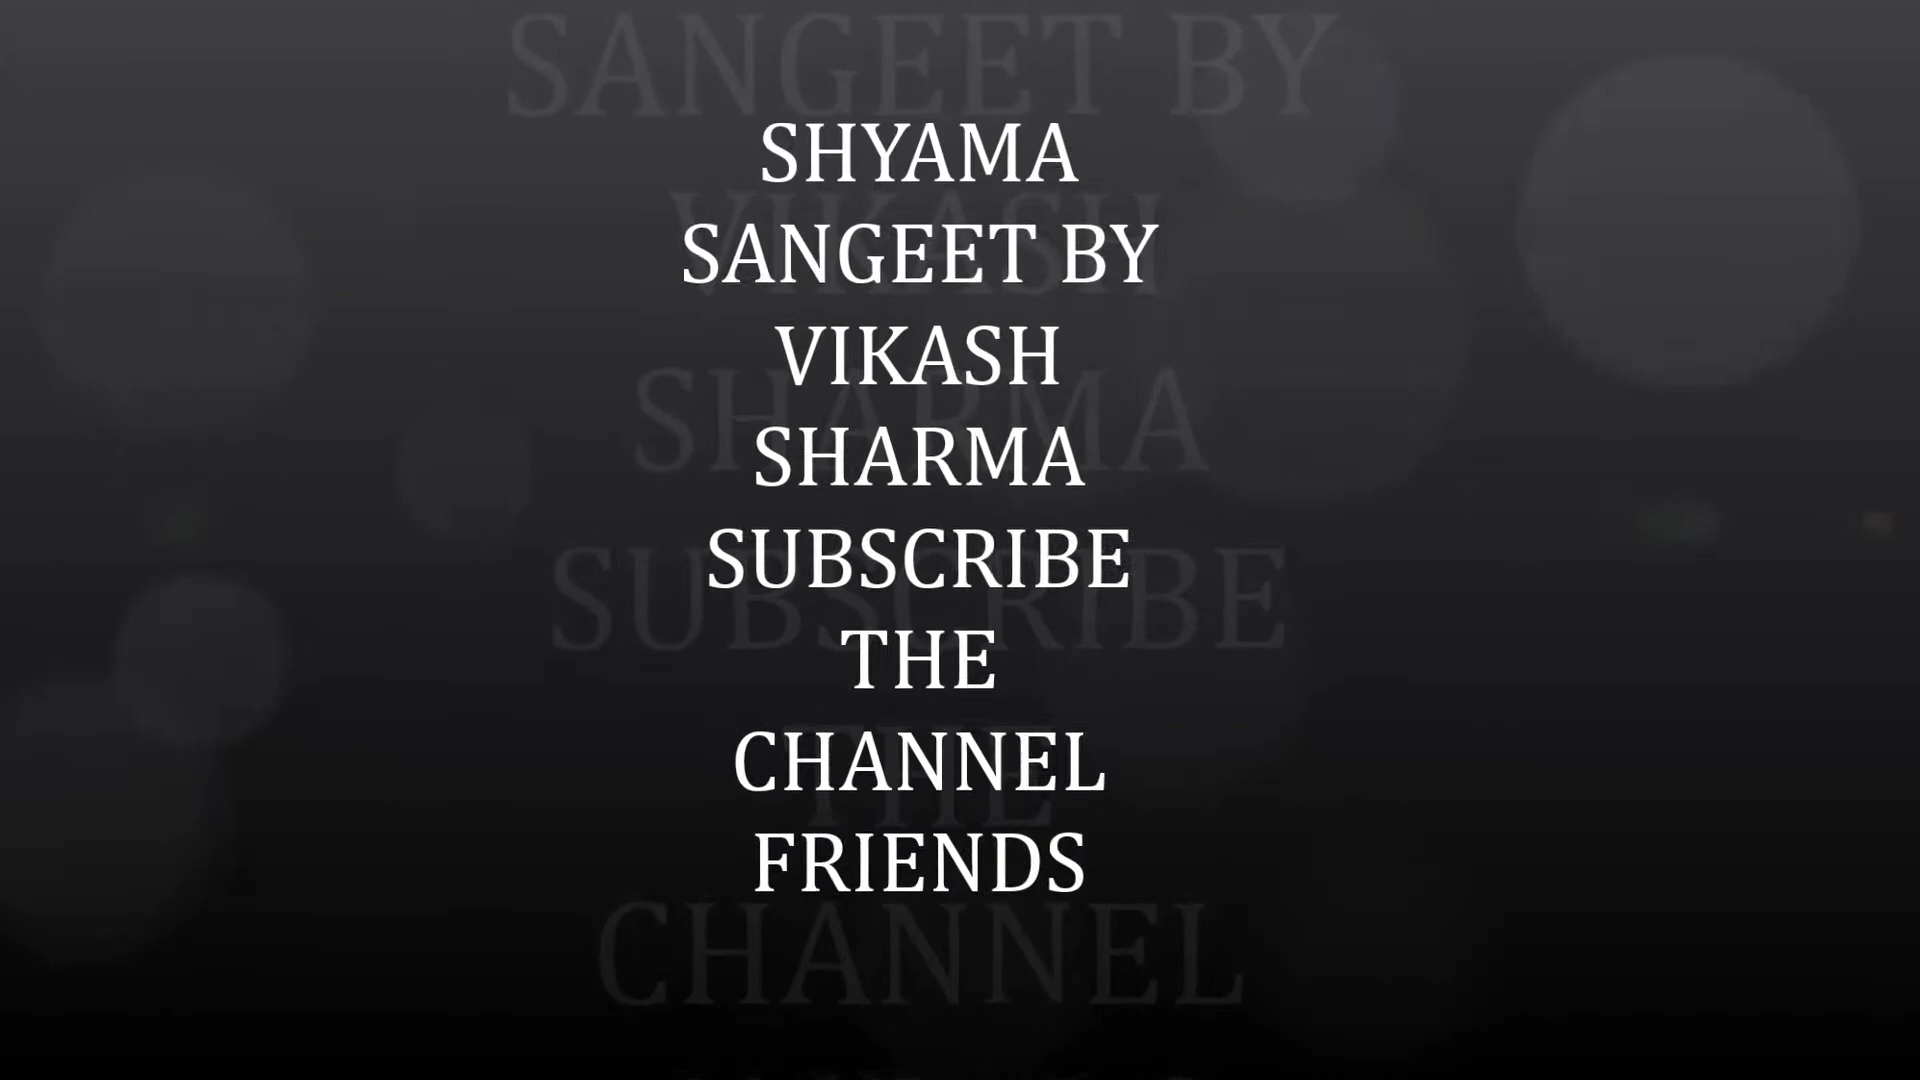 SHYAMA
SANGEET BY
VIKASH
SHARMA
SUBSCRIBE
THE
CHANNEL
FRIENDS